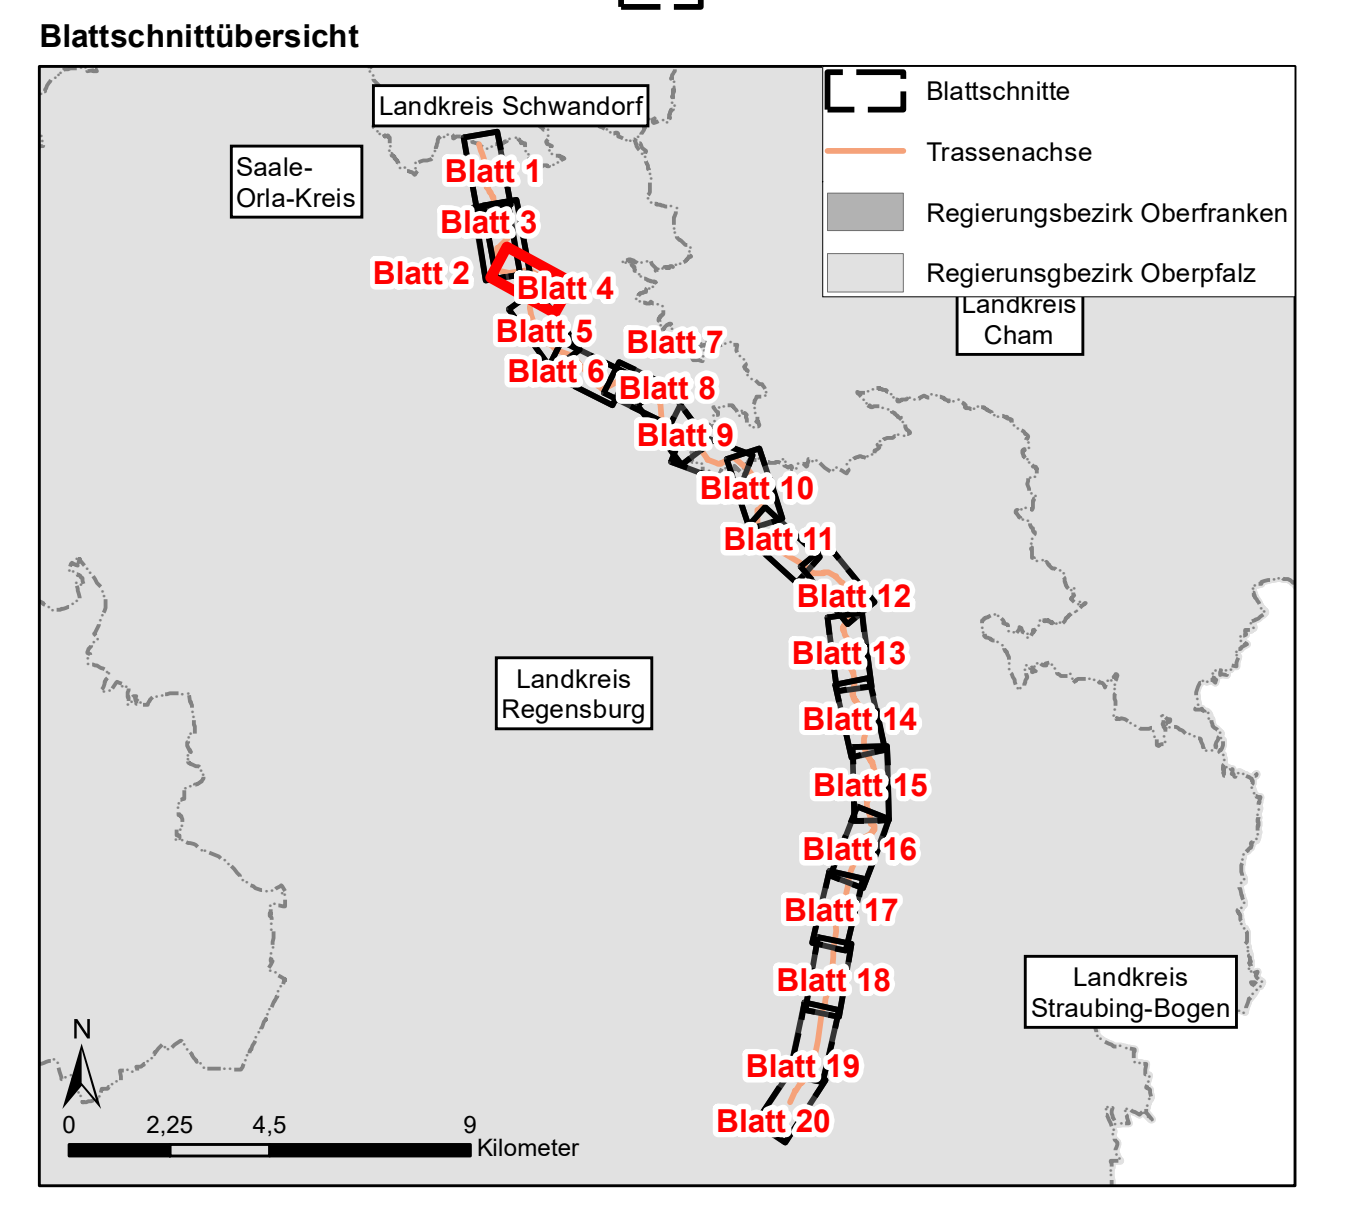 Blattschnittübersicht
Landkreis Schwandorf
Saale-
Orla-Kreis
Blattschnitte
Trassenachse
Regierungsbezirk Oberfranken
Regierunsgbezirk Oberpfalz
Landkreis
Cham
Blatt 1
Blatt 3
Blatt 2
Blatt 4
Blatt 5
Blatt 7
Blatt 6
Blatt 8
Blatt 9
Blatt 10
Blatt 11
Blatt 12
Blatt 13
Landkreis
Regensburg
Blatt 14
Blatt 15
Blatt 16
Blatt 17
Blatt 18
Landkreis
Straubing-Bogen
Blatt 19
Blatt 20
N
0 2,25 4,5 9
Kilometer